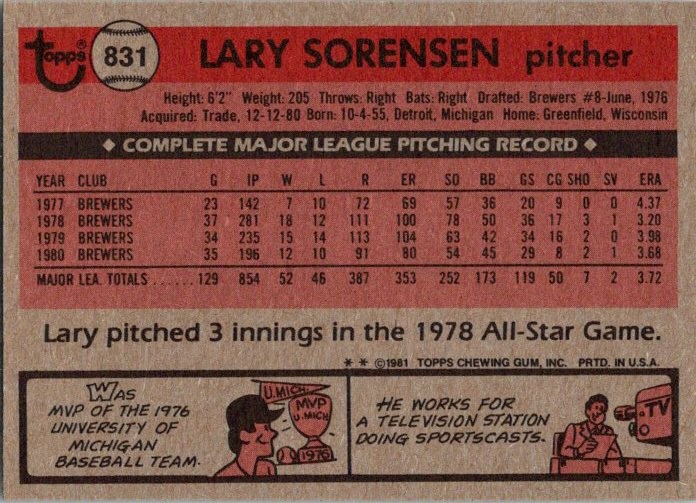 topps® 831 LARY SORENSEN pitcher
Height: 6'2" Weight: 205 Throws: Right Bats: Right Drafted: Brewers #8-June, 1976
Acquired: Trade, 12-12-80 Born: 10-4-55, Detroit, Michigan Home: Greenfield, Wisconsin
◆ COMPLETE MAJOR LEAGUE PITCHING RECORD ◆
YEAR CLUB G IP W L R ER SO BB GS CG SHO SV ERA
1977 BREWERS 23 142 7 10 72 69 57 36 20 9 0 0 4.37
1978 BREWERS 37 281 18 12 111 100 78 50 36 17 3 1 3.20
1979 BREWERS 34 235 15 14 113 104 63 42 34 16 2 0 3.98
1980 BREWERS 35 196 12 10 91 80 54 45 29 8 2 1 3.68
MAJOR LEA. TOTALS ...... 129 854 52 46 387 353 252 173 119 50 7 2 3.72
Lary pitched 3 innings in the 1978 All-Star Game.
* * ©1981 TOPPS CHEWING GUM, INC. PRTD. IN U.S.A.
WAS
MVP OF THE 1976
UNIVERSITY OF
MICHIGAN
BASEBALL TEAM.
U.MICH.
MVP
U.MICH
1976
HE WORKS FOR
A TELEVISION STATION
DOING SPORTSCASTS.
TV